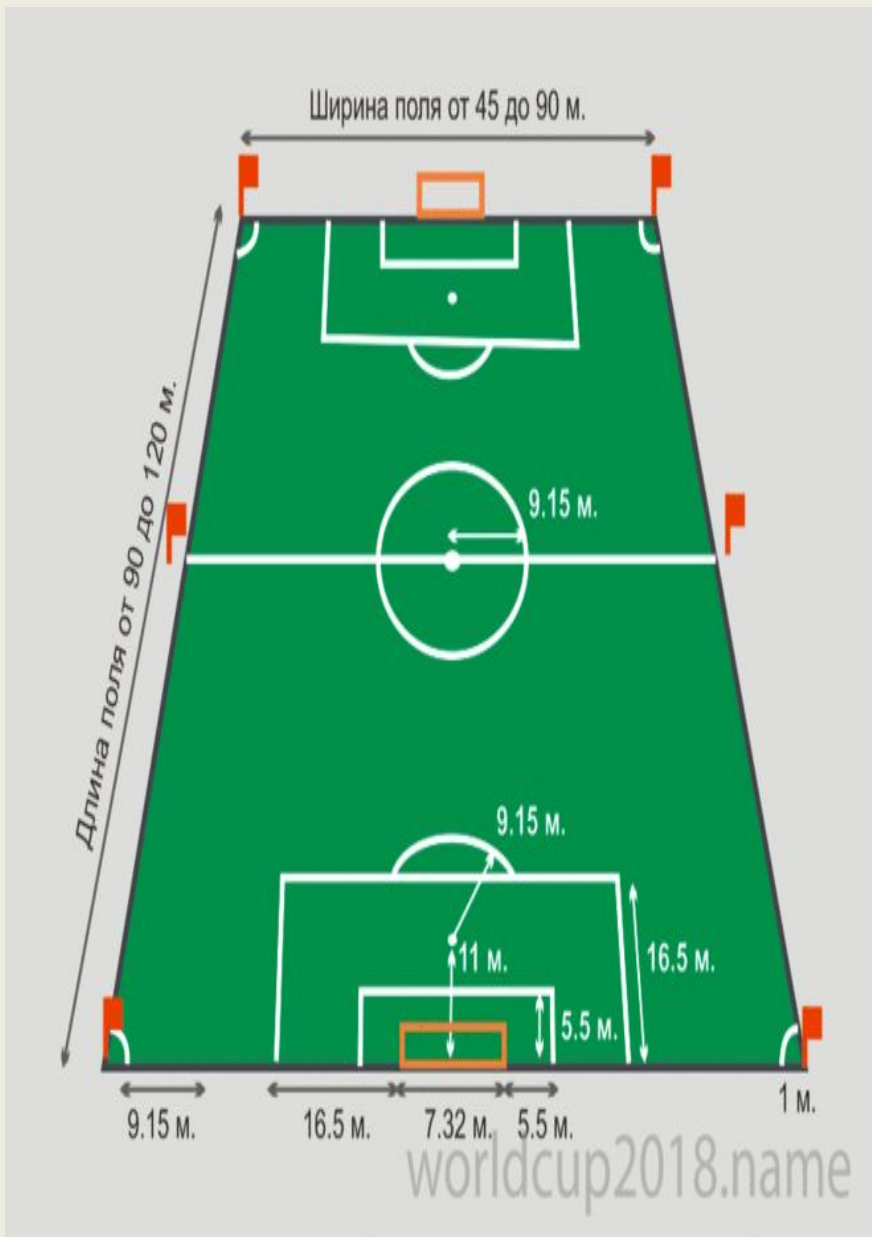 Ширина поля от 45 до 90 м.
Длина поля от 90 до 120 м.
9.15 м.
9.15 м.
11 м.
16.5 м.
5.5 м.
9.15 м.
16.5 м.
7.32 м.
5.5 м.
1 м.
worldcup2018.name